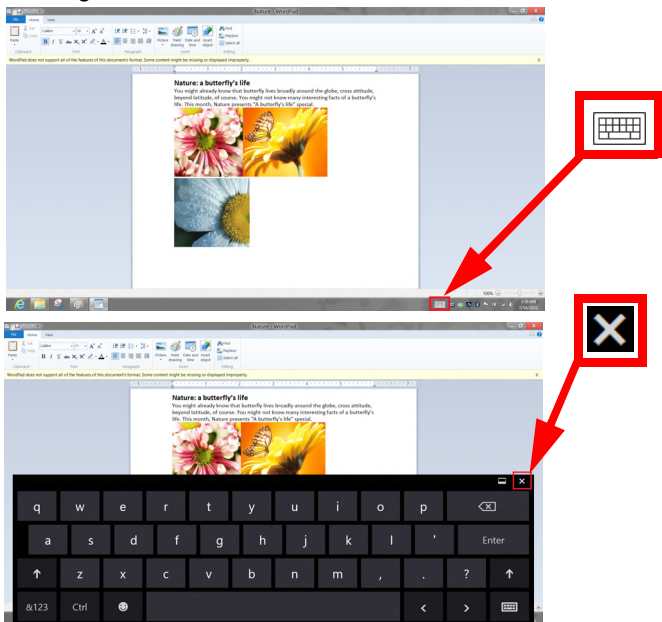 Nature - WordPad
File Home View
Cut
Copy
Paste
Calibri
14
Picture
Paint drawing
Date and time
Insert object
Find
Replace
Select all
Clipboard
Font
Paragraph
Insert
Editing
WordPad does not support all of the features of this document's format. Some content might be missing or displayed improperly.
Nature: a butterfly's life
You might already know that butterfly lives broadly around the globe, cross attitude,
beyond latitude, of course. You might not know many interesting facts of a butterfly's
life. This month, Nature presents "A butterfly's life" special.
100%
Nature - WordPad
File Home View
Cut
Copy
Paste
Calibri
14
Picture
Paint drawing
Date and time
Insert object
Find
Replace
Select all
Clipboard
Font
Paragraph
Insert
Editing
WordPad does not support all of the features of this document's format. Some content might be missing or displayed improperly.
Nature: a butterfly's life
You might already know that butterfly lives broadly around the globe, cross attitude,
beyond latitude, of course. You might not know many interesting facts of a butterfly's
life. This month, Nature presents "A butterfly's life" special.
q w e r t y u i o p
a s d f g h j k l ' Enter
z x c v b n m , . ?
&123 Ctrl < >